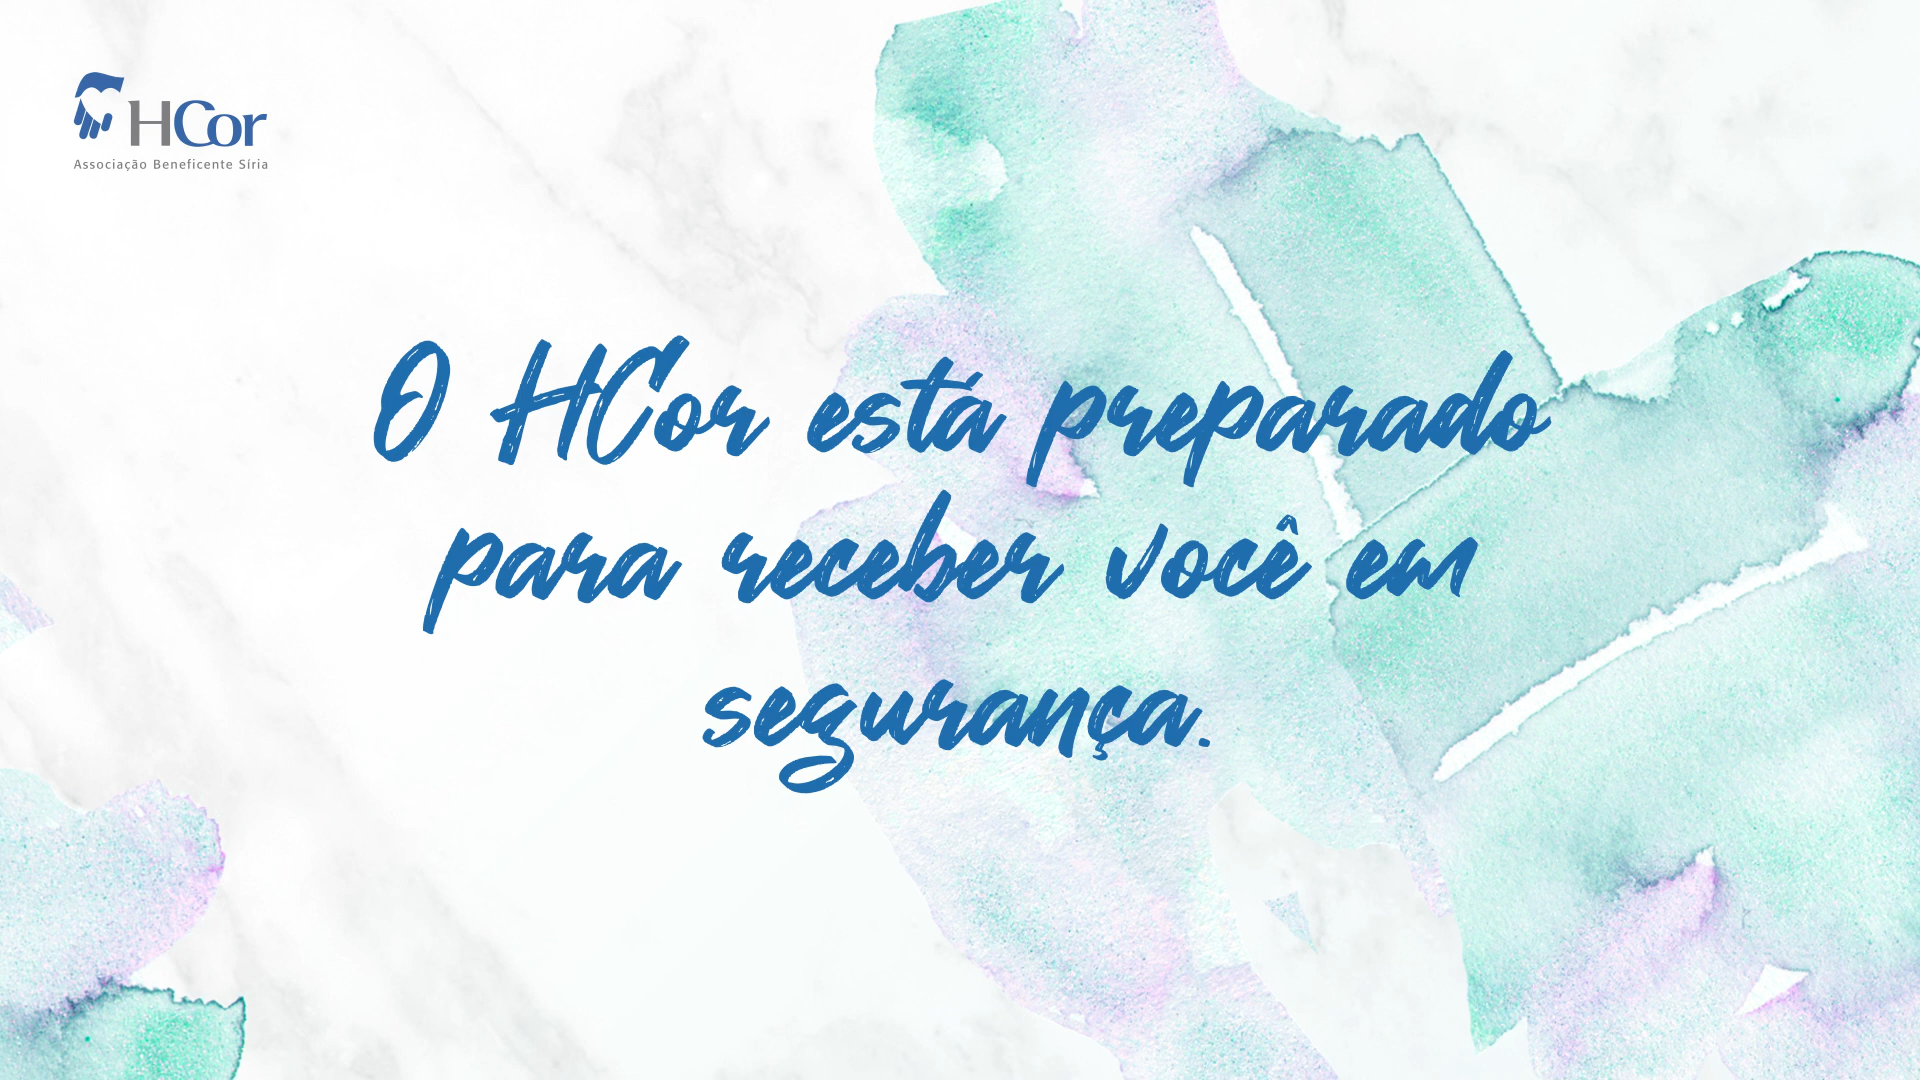 HCor
Associação Beneficente Síria
O HCor está preparado
para receber você em
segurança.